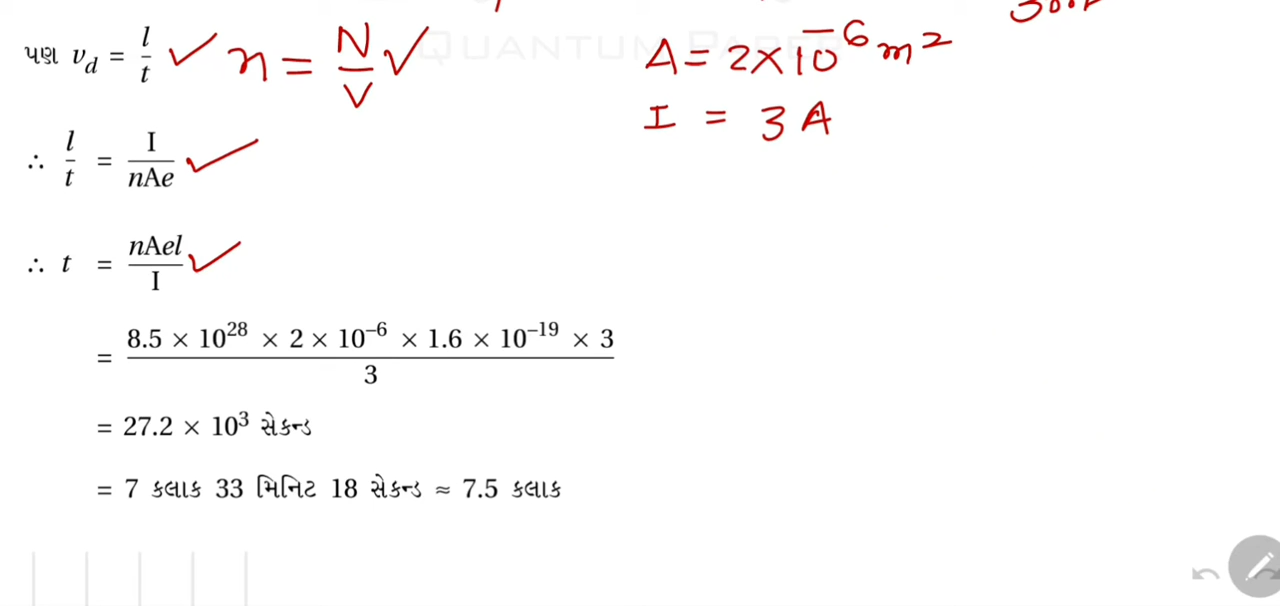 પણ v_d = l/t ✓ n = N/V ✓
QUANTUM
A = 2×10⁻⁶ m²
I = 3 A
∴ l/t = I/nAe ✓
∴ t = nAel/I ✓
= 8.5 × 10²⁸ × 2 × 10⁻⁶ × 1.6 × 10⁻¹⁹ × 3 / 3
= 27.2 × 10³ સેકન્ડ
= 7 કલાક 33 મિનિટ 18 સેકન્ડ ≈ 7.5 કલાક